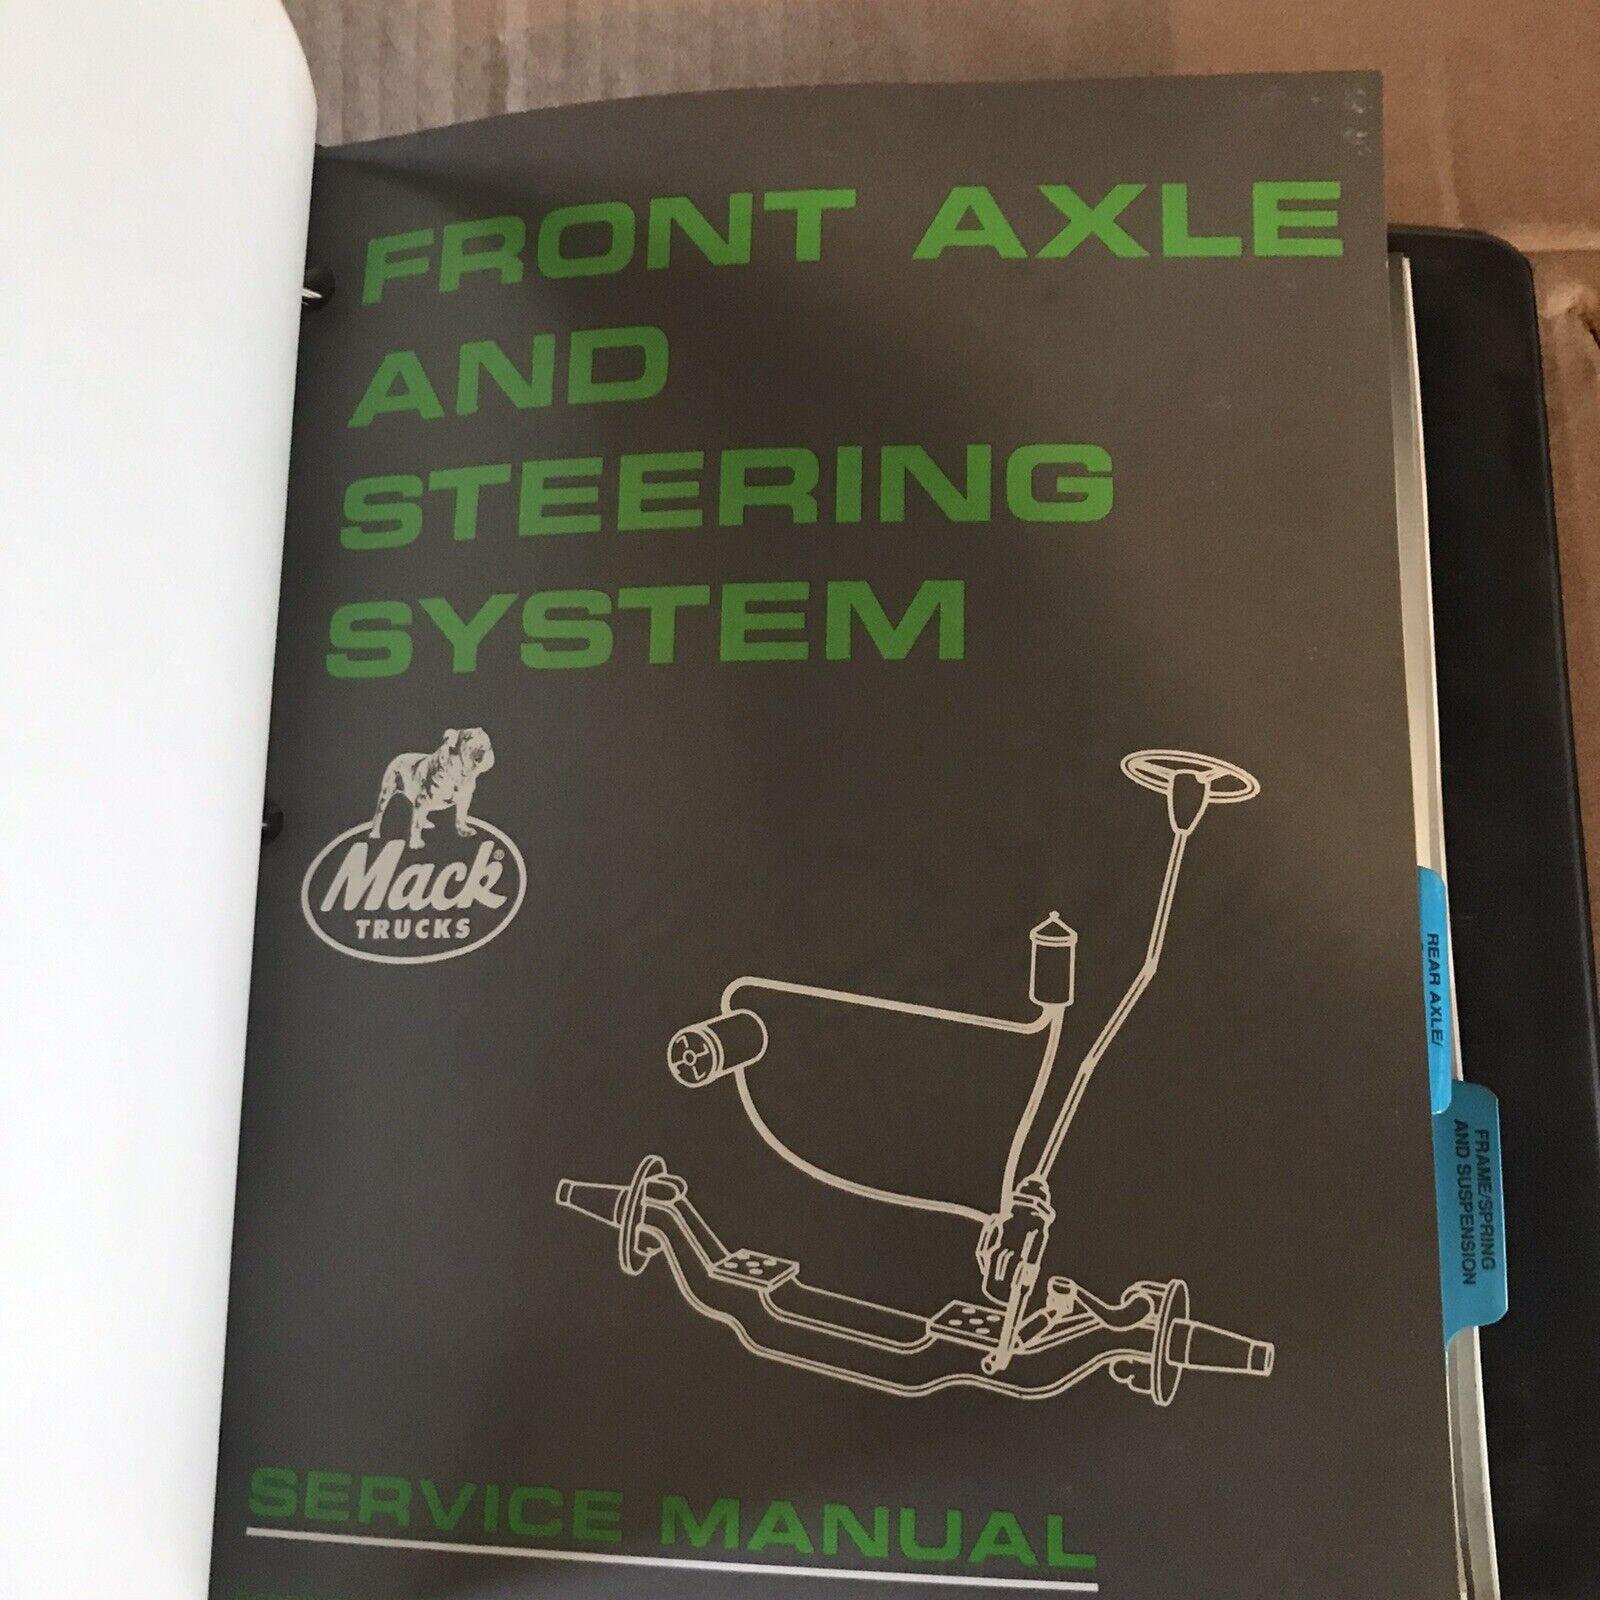 FRONT AXLE
AND
STEERING
SYSTEM
Mack®
TRUCKS
REAR AXLE/
FRAME/SPRING
AND SUSPENSION
SERVICE MANUAL